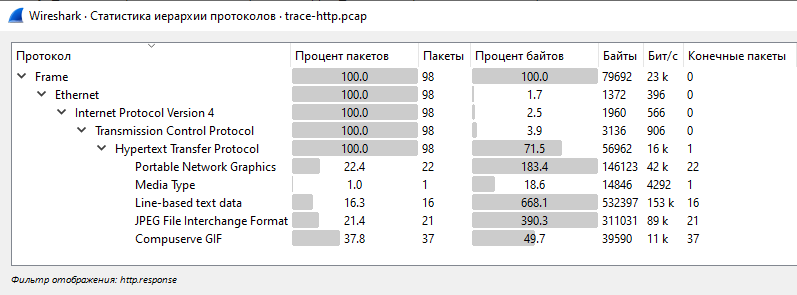 Wireshark · Статистика иерархии протоколов · trace-http.pcap
Протокол Процент пакетов Пакеты Процент байтов Байты Бит/с Конечные пакеты
Frame 100.0 98 100.0 79692 23 k 0
Ethernet 100.0 98 1.7 1372 396 0
Internet Protocol Version 4 100.0 98 2.5 1960 566 0
Transmission Control Protocol 100.0 98 3.9 3136 906 0
Hypertext Transfer Protocol 100.0 98 71.5 56962 16 k 1
Portable Network Graphics 22.4 22 183.4 146123 42 k 22
Media Type 1.0 1 18.6 14846 4292 1
Line-based text data 16.3 16 668.1 532397 153 k 16
JPEG File Interchange Format 21.4 21 390.3 311031 89 k 21
Compuserve GIF 37.8 37 49.7 39590 11 k 37
Фильтр отображения: http.response